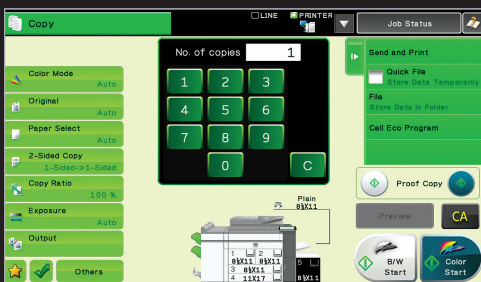 Copy
LINE
PRINTER
Job Status
No. of copies 1
1 2 3
4 5 6
7 8 9
0 C
Color Mode
Auto
Original
Auto
Paper Select
Auto
2-Sided Copy
1-Sided->1-Sided
Copy Ratio
100 %
Exposure
Auto
Output
Others
Plain
8½X11
1 2
8½X11 8½X11
3 8½X11
4 11X17
5
8½X11
Send and Print
Quick File
Store Data Temporarily
File
Store Data in Folder
Call Eco Program
Proof Copy
Preview
CA
B/W
Start
Color
Start